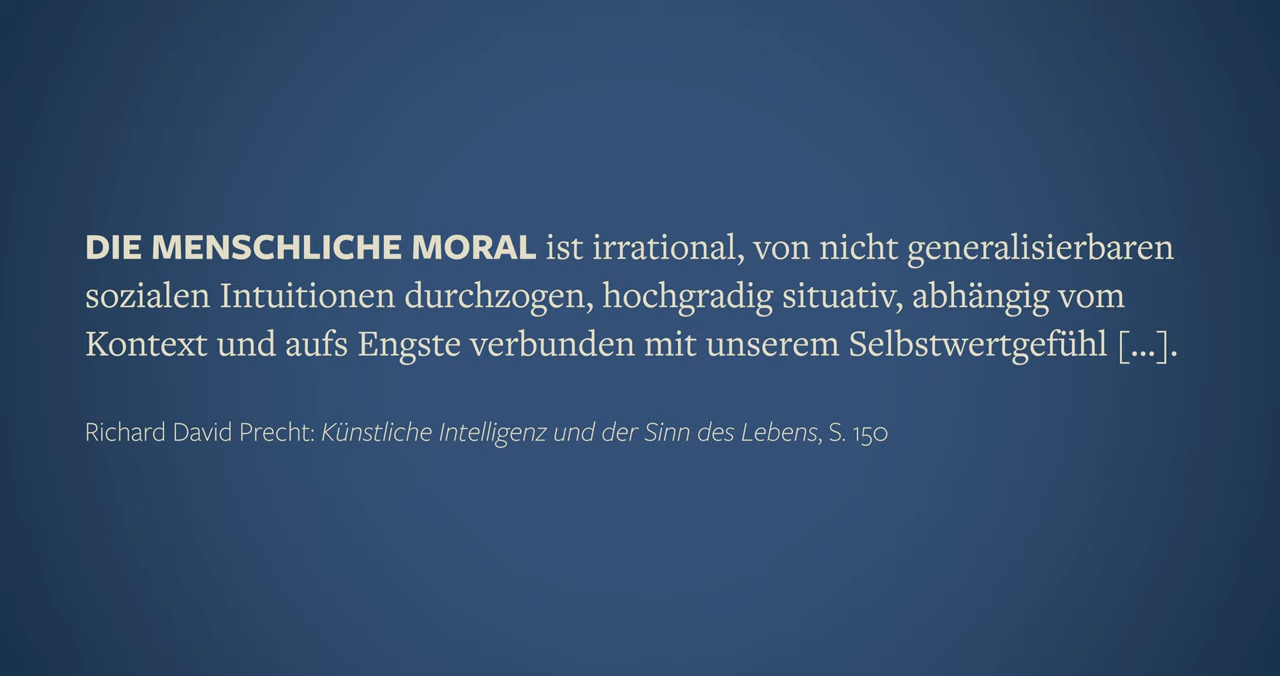 DIE MENSCHLICHE MORAL ist irrational, von nicht generalisierbaren
sozialen Intuitionen durchzogen, hochgradig situativ, abhängig vom
Kontext und aufs Engste verbunden mit unserem Selbstwertgefühl [...].
Richard David Precht: Künstliche Intelligenz und der Sinn des Lebens, S. 150